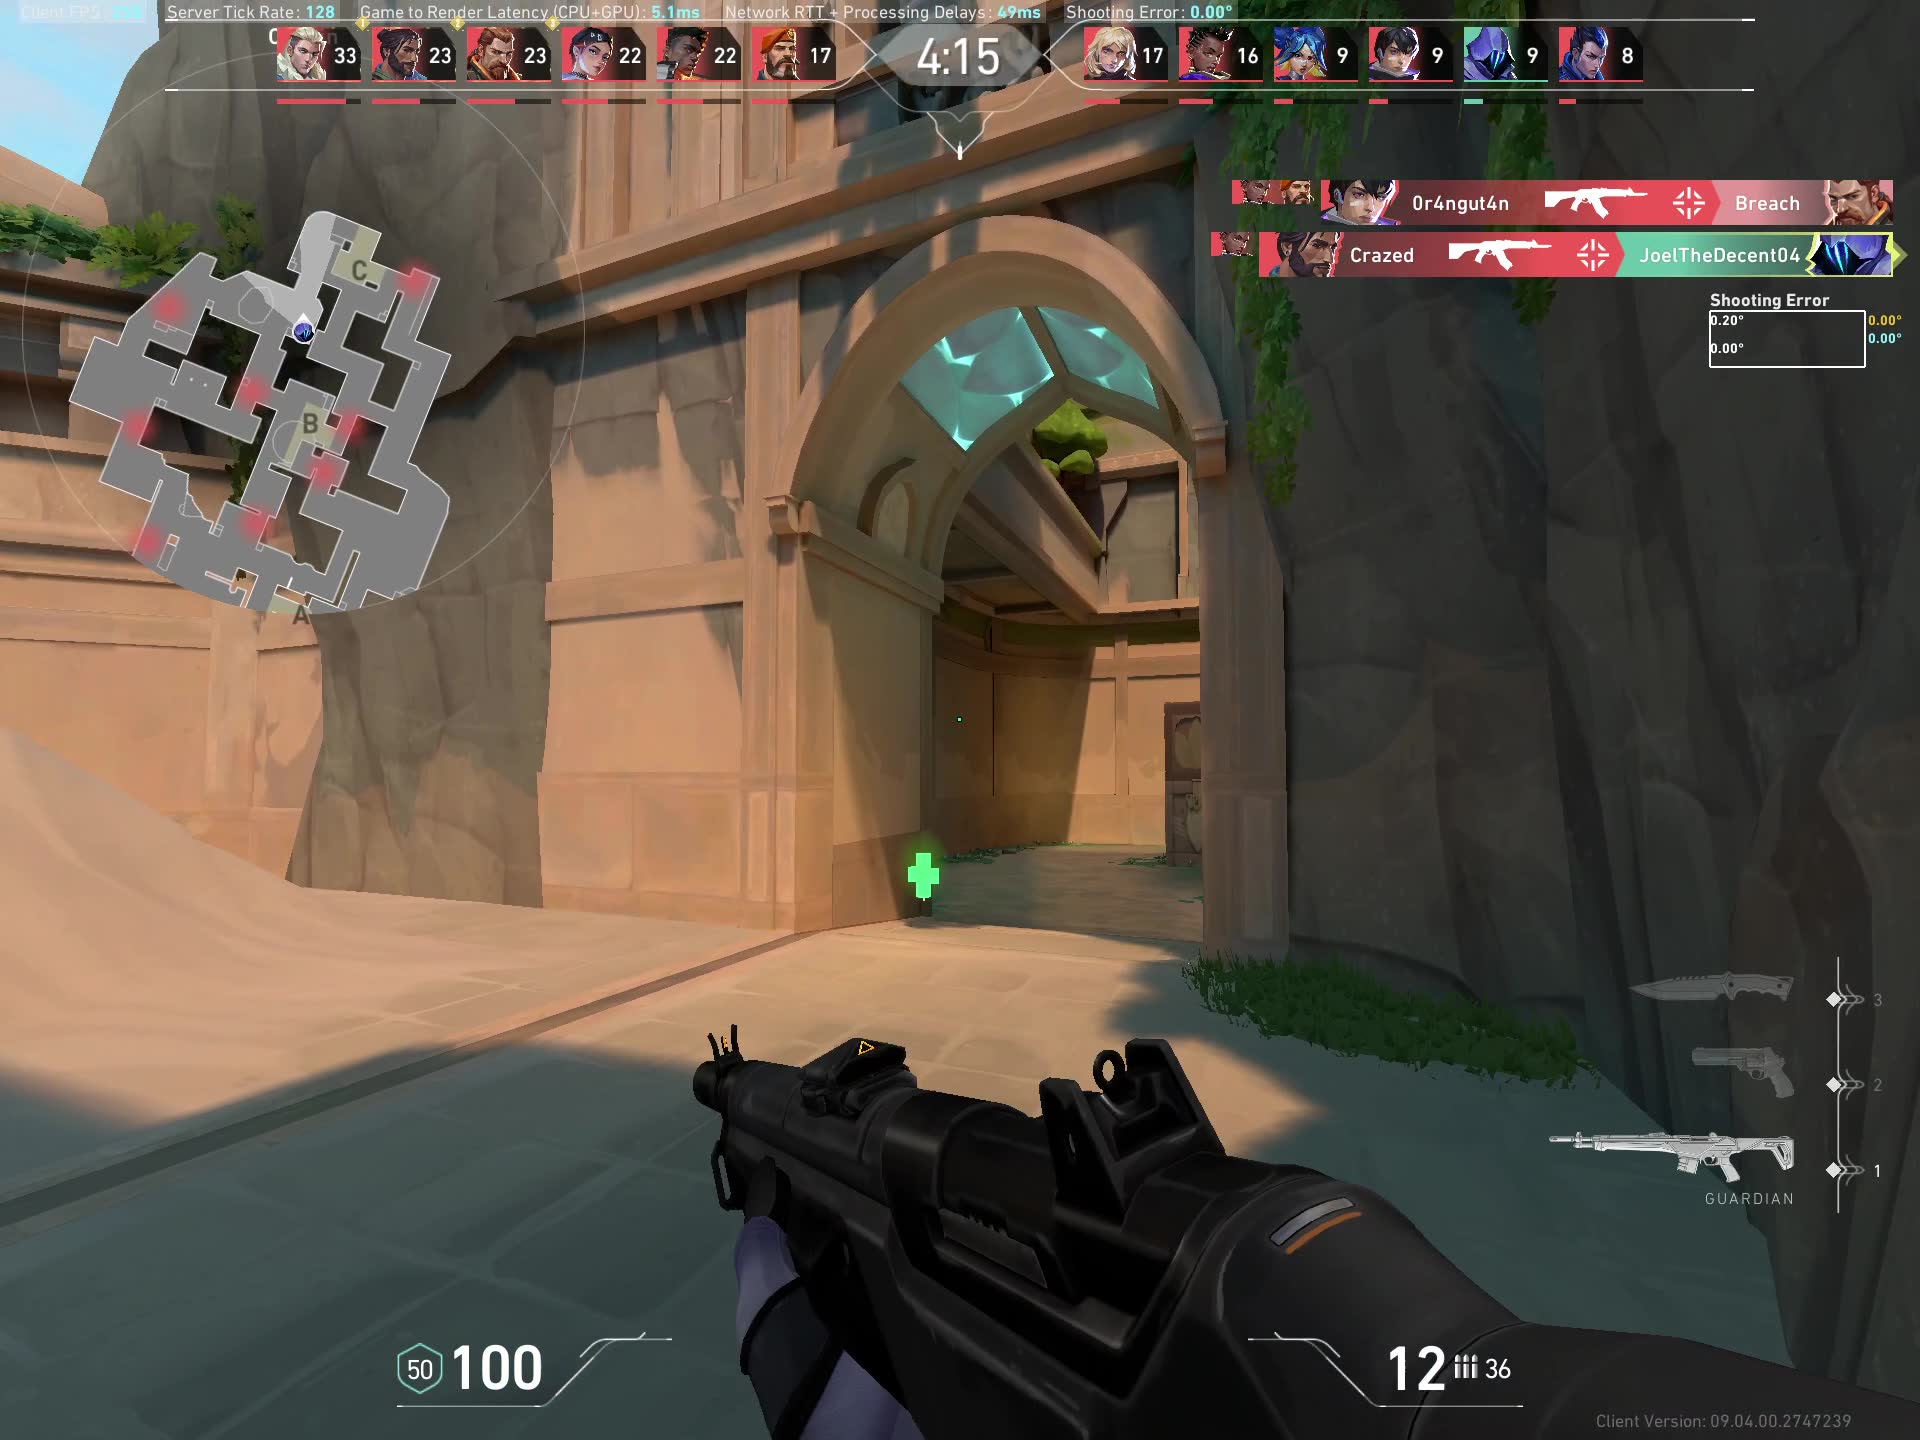 Client FPS:
Server Tick Rate: 128
Game to Render Latency (CPU+GPU): 5.1ms
Network RTT + Processing Delays: 49ms
Shooting Error: 0.00°
33
23
23
22
22
17
4:15
17
16
9
9
9
8
0r4ngut4n
Breach
Crazed
JoelTheDecent04
Shooting Error
0.20°
0.00°
0.00°
0.00°
C
B
A
3
2
1
GUARDIAN
50
100
12
36
Client Version: 09.04.00.2747239